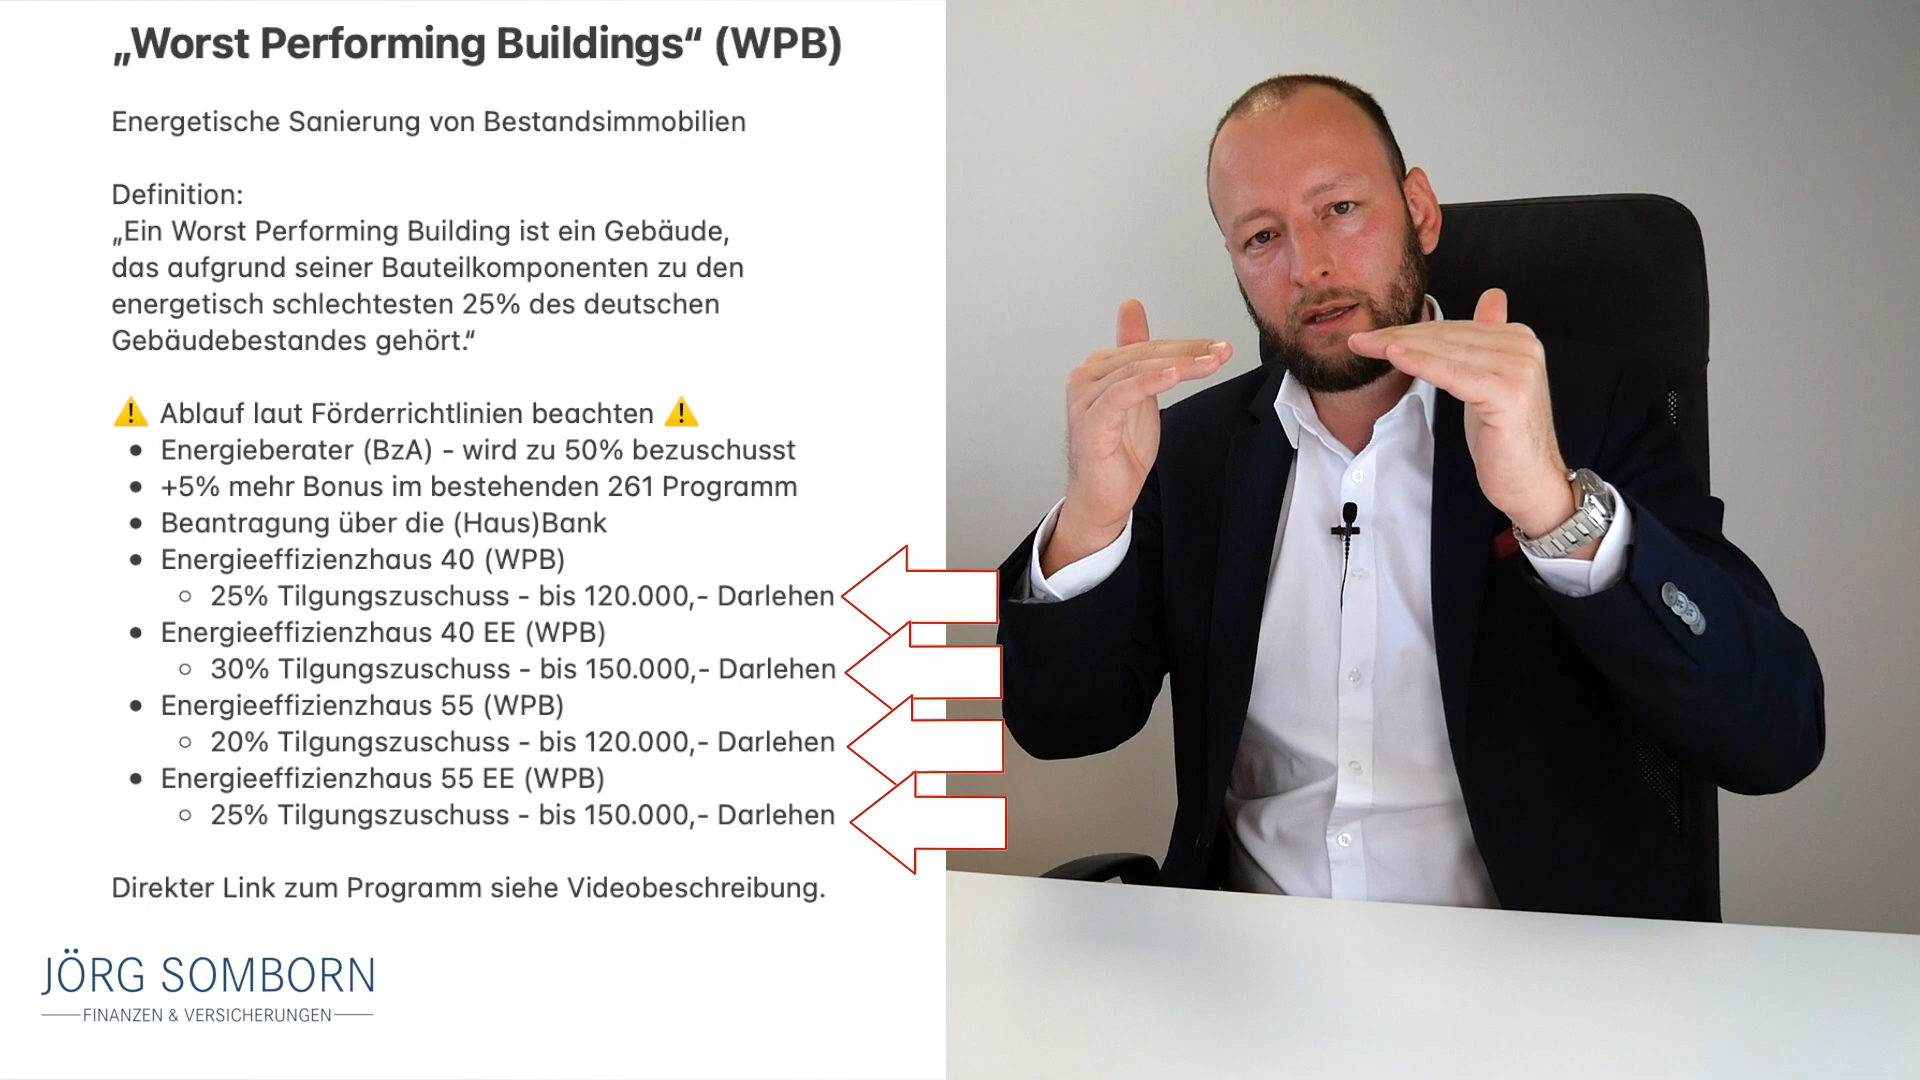 „Worst Performing Buildings“ (WPB)
Energetische Sanierung von Bestandsimmobilien
Definition:
„Ein Worst Performing Building ist ein Gebäude,
das aufgrund seiner Bauteilkomponenten zu den
energetisch schlechtesten 25% des deutschen
Gebäudebestandes gehört.“
⚠️ Ablauf laut Förderrichtlinien beachten ⚠️
• Energieberater (BzA) - wird zu 50% bezuschusst
• +5% mehr Bonus im bestehenden 261 Programm
• Beantragung über die (Haus)Bank
• Energieeffizienzhaus 40 (WPB)
◦ 25% Tilgungszuschuss - bis 120.000,- Darlehen
• Energieeffizienzhaus 40 EE (WPB)
◦ 30% Tilgungszuschuss - bis 150.000,- Darlehen
• Energieeffizienzhaus 55 (WPB)
◦ 20% Tilgungszuschuss - bis 120.000,- Darlehen
• Energieeffizienzhaus 55 EE (WPB)
◦ 25% Tilgungszuschuss - bis 150.000,- Darlehen
Direkter Link zum Programm siehe Videobeschreibung.
JÖRG SOMBORN
FINANZEN & VERSICHERUNGEN